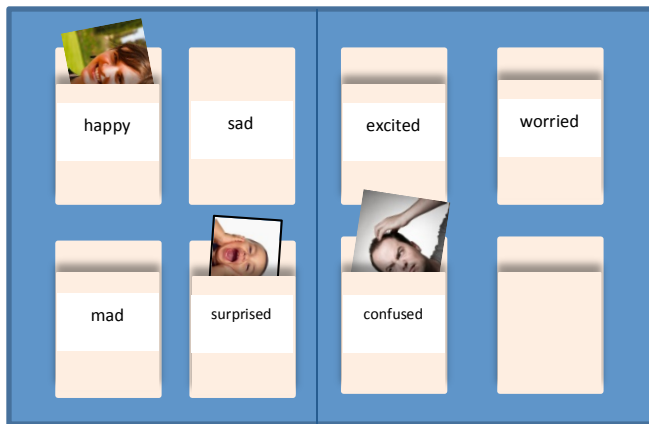 happy
sad
excited
worried
mad
surprised
confused